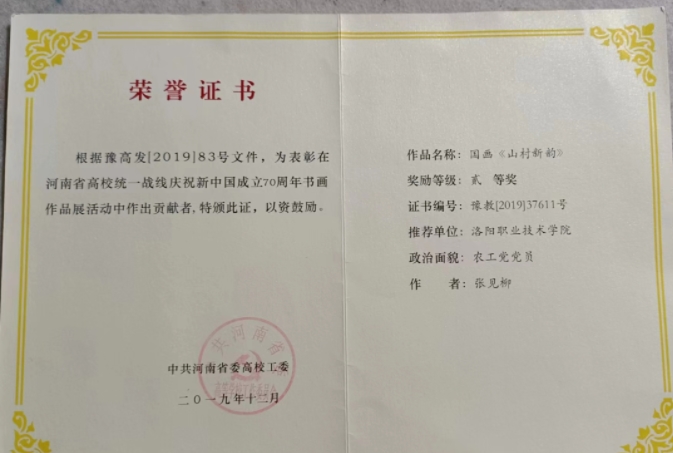 荣誉证书
根据豫高发[2019]83号文件，为表彰在
河南省高校统一战线庆祝新中国成立70周年书画
作品展活动中作出贡献者,特颁此证，以资鼓励。
中共河南省委高校工委
二〇一九年十二月
作品名称：国画《山村新韵》
奖励等级：贰 等奖
证书编号：豫教[2019]37611号
推荐单位：洛阳职业技术学院
政治面貌：农工党党员
作 者：张见柳